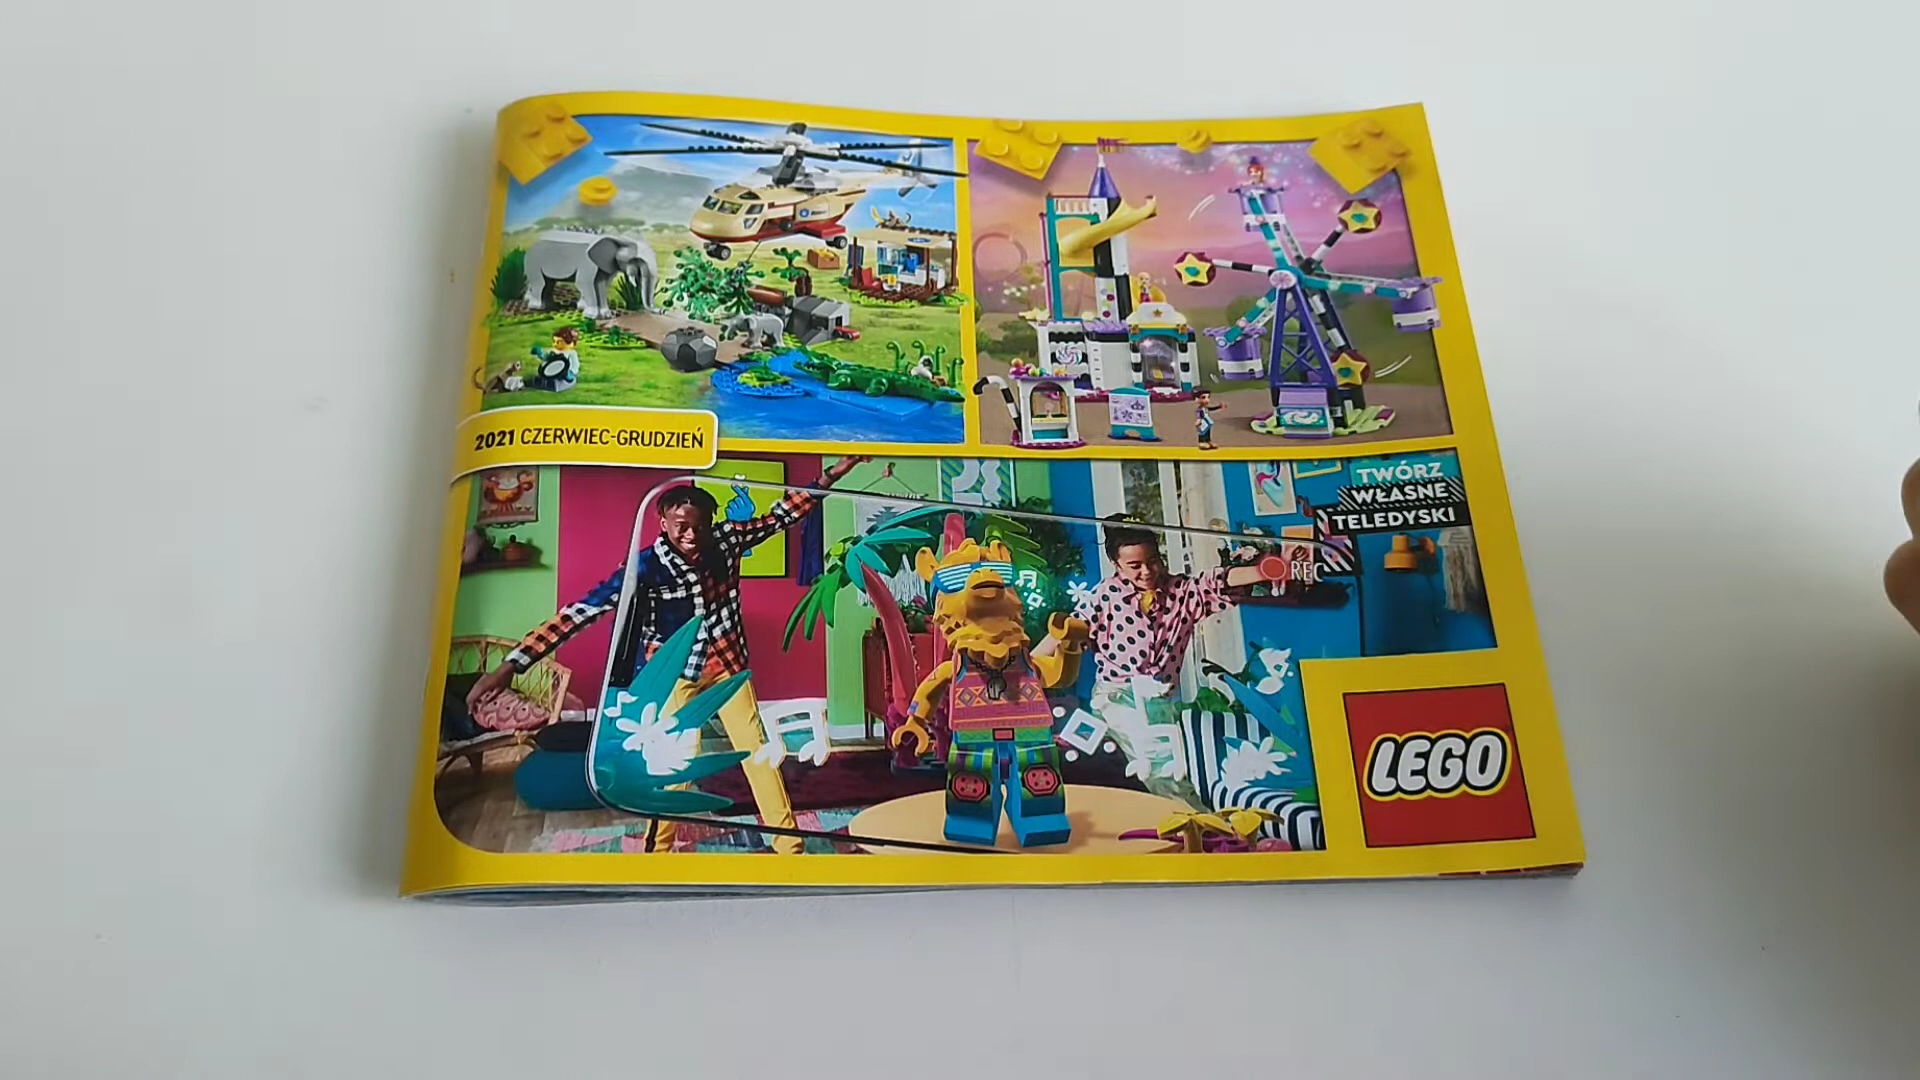 2021 CZERWIEC-GRUDZIEŃ
TWÓRZ
WŁASNE
TELEDYSKI
REC
LEGO